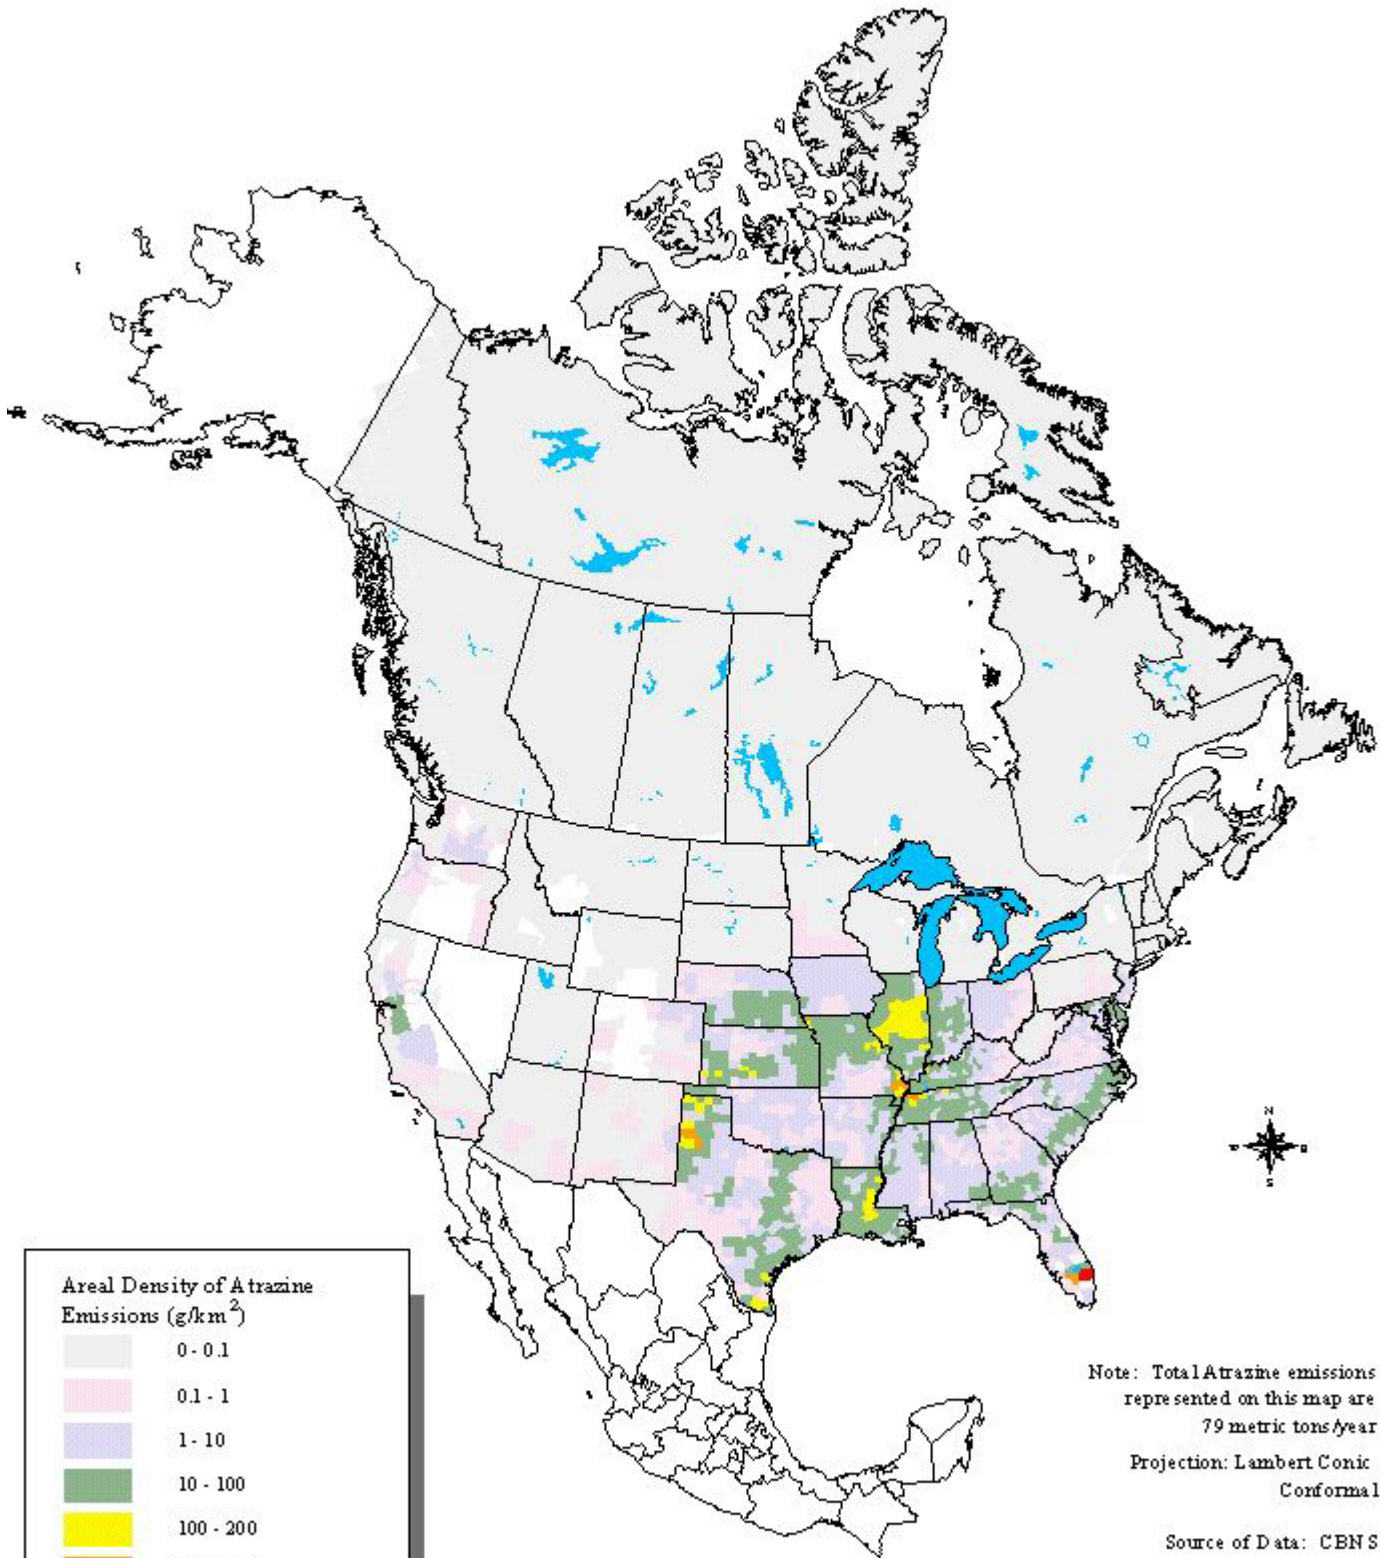 N
S
Areal Density of Atrazine
Emissions (g/km²)
0 - 0.1
0.1 - 1
1 - 10
10 - 100
100 - 200
Note: Total Atrazine emissions
represented on this map are
79 metric tons/year
Projection: Lambert Conic
Conformal
Source of Data: CBNS